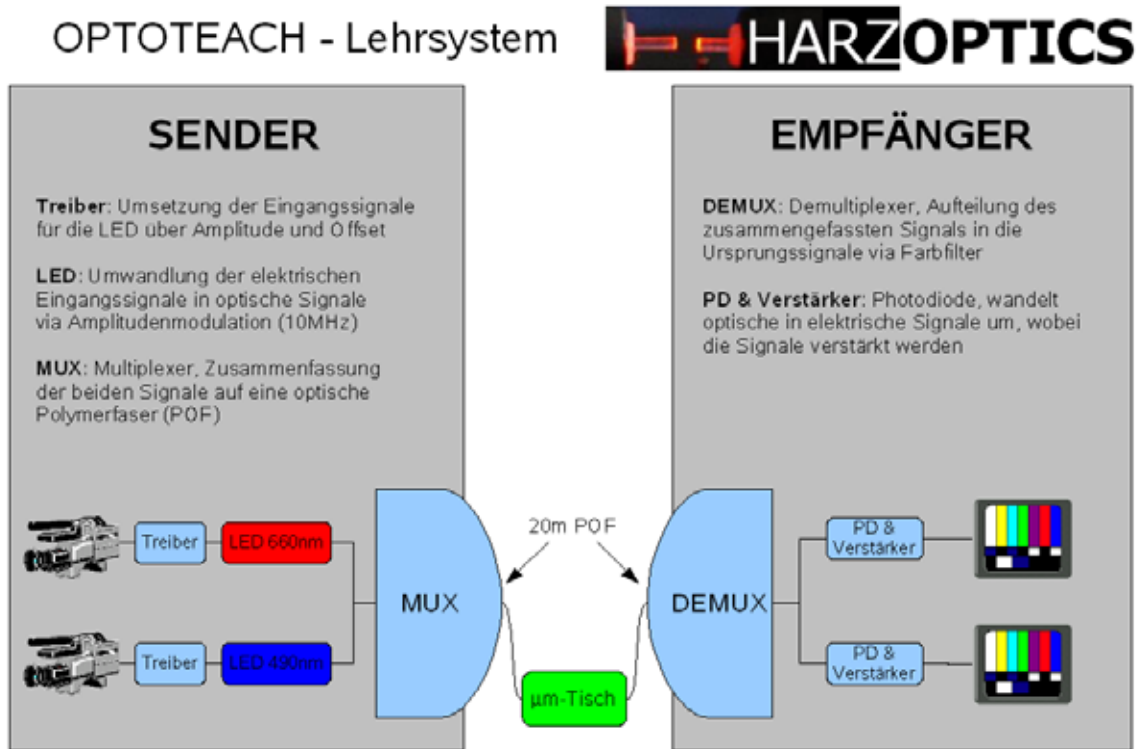 OPTOTEACH - Lehrsystem
HARZOPTICS
SENDER
Treiber: Umsetzung der Eingangssignale
für die LED über Amplitude und Offset
LED: Umwandlung der elektrischen
Eingangssignale in optische Signale
via Amplitudenmodulation (10MHz)
MUX: Multiplexer, Zusammenfassung
der beiden Signale auf eine optische
Polymerfaser (POF)
Treiber
LED 660nm
Treiber
LED 490nm
MUX
20m POF
µm-Tisch
EMPFÄNGER
DEMUX: Demultiplexer, Aufteilung des
zusammengefassten Signals in die
Ursprungssignale via Farbfilter
PD & Verstärker: Photodiode, wandelt
optische in elektrische Signale um, wobei
die Signale verstärkt werden
DEMUX
PD &
Verstärker
PD &
Verstärker